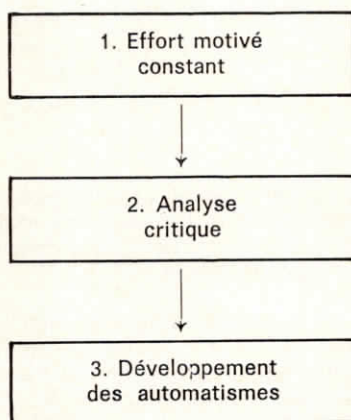 1. Effort motivé
constant
2. Analyse
critique
3. Développement
des automatismes